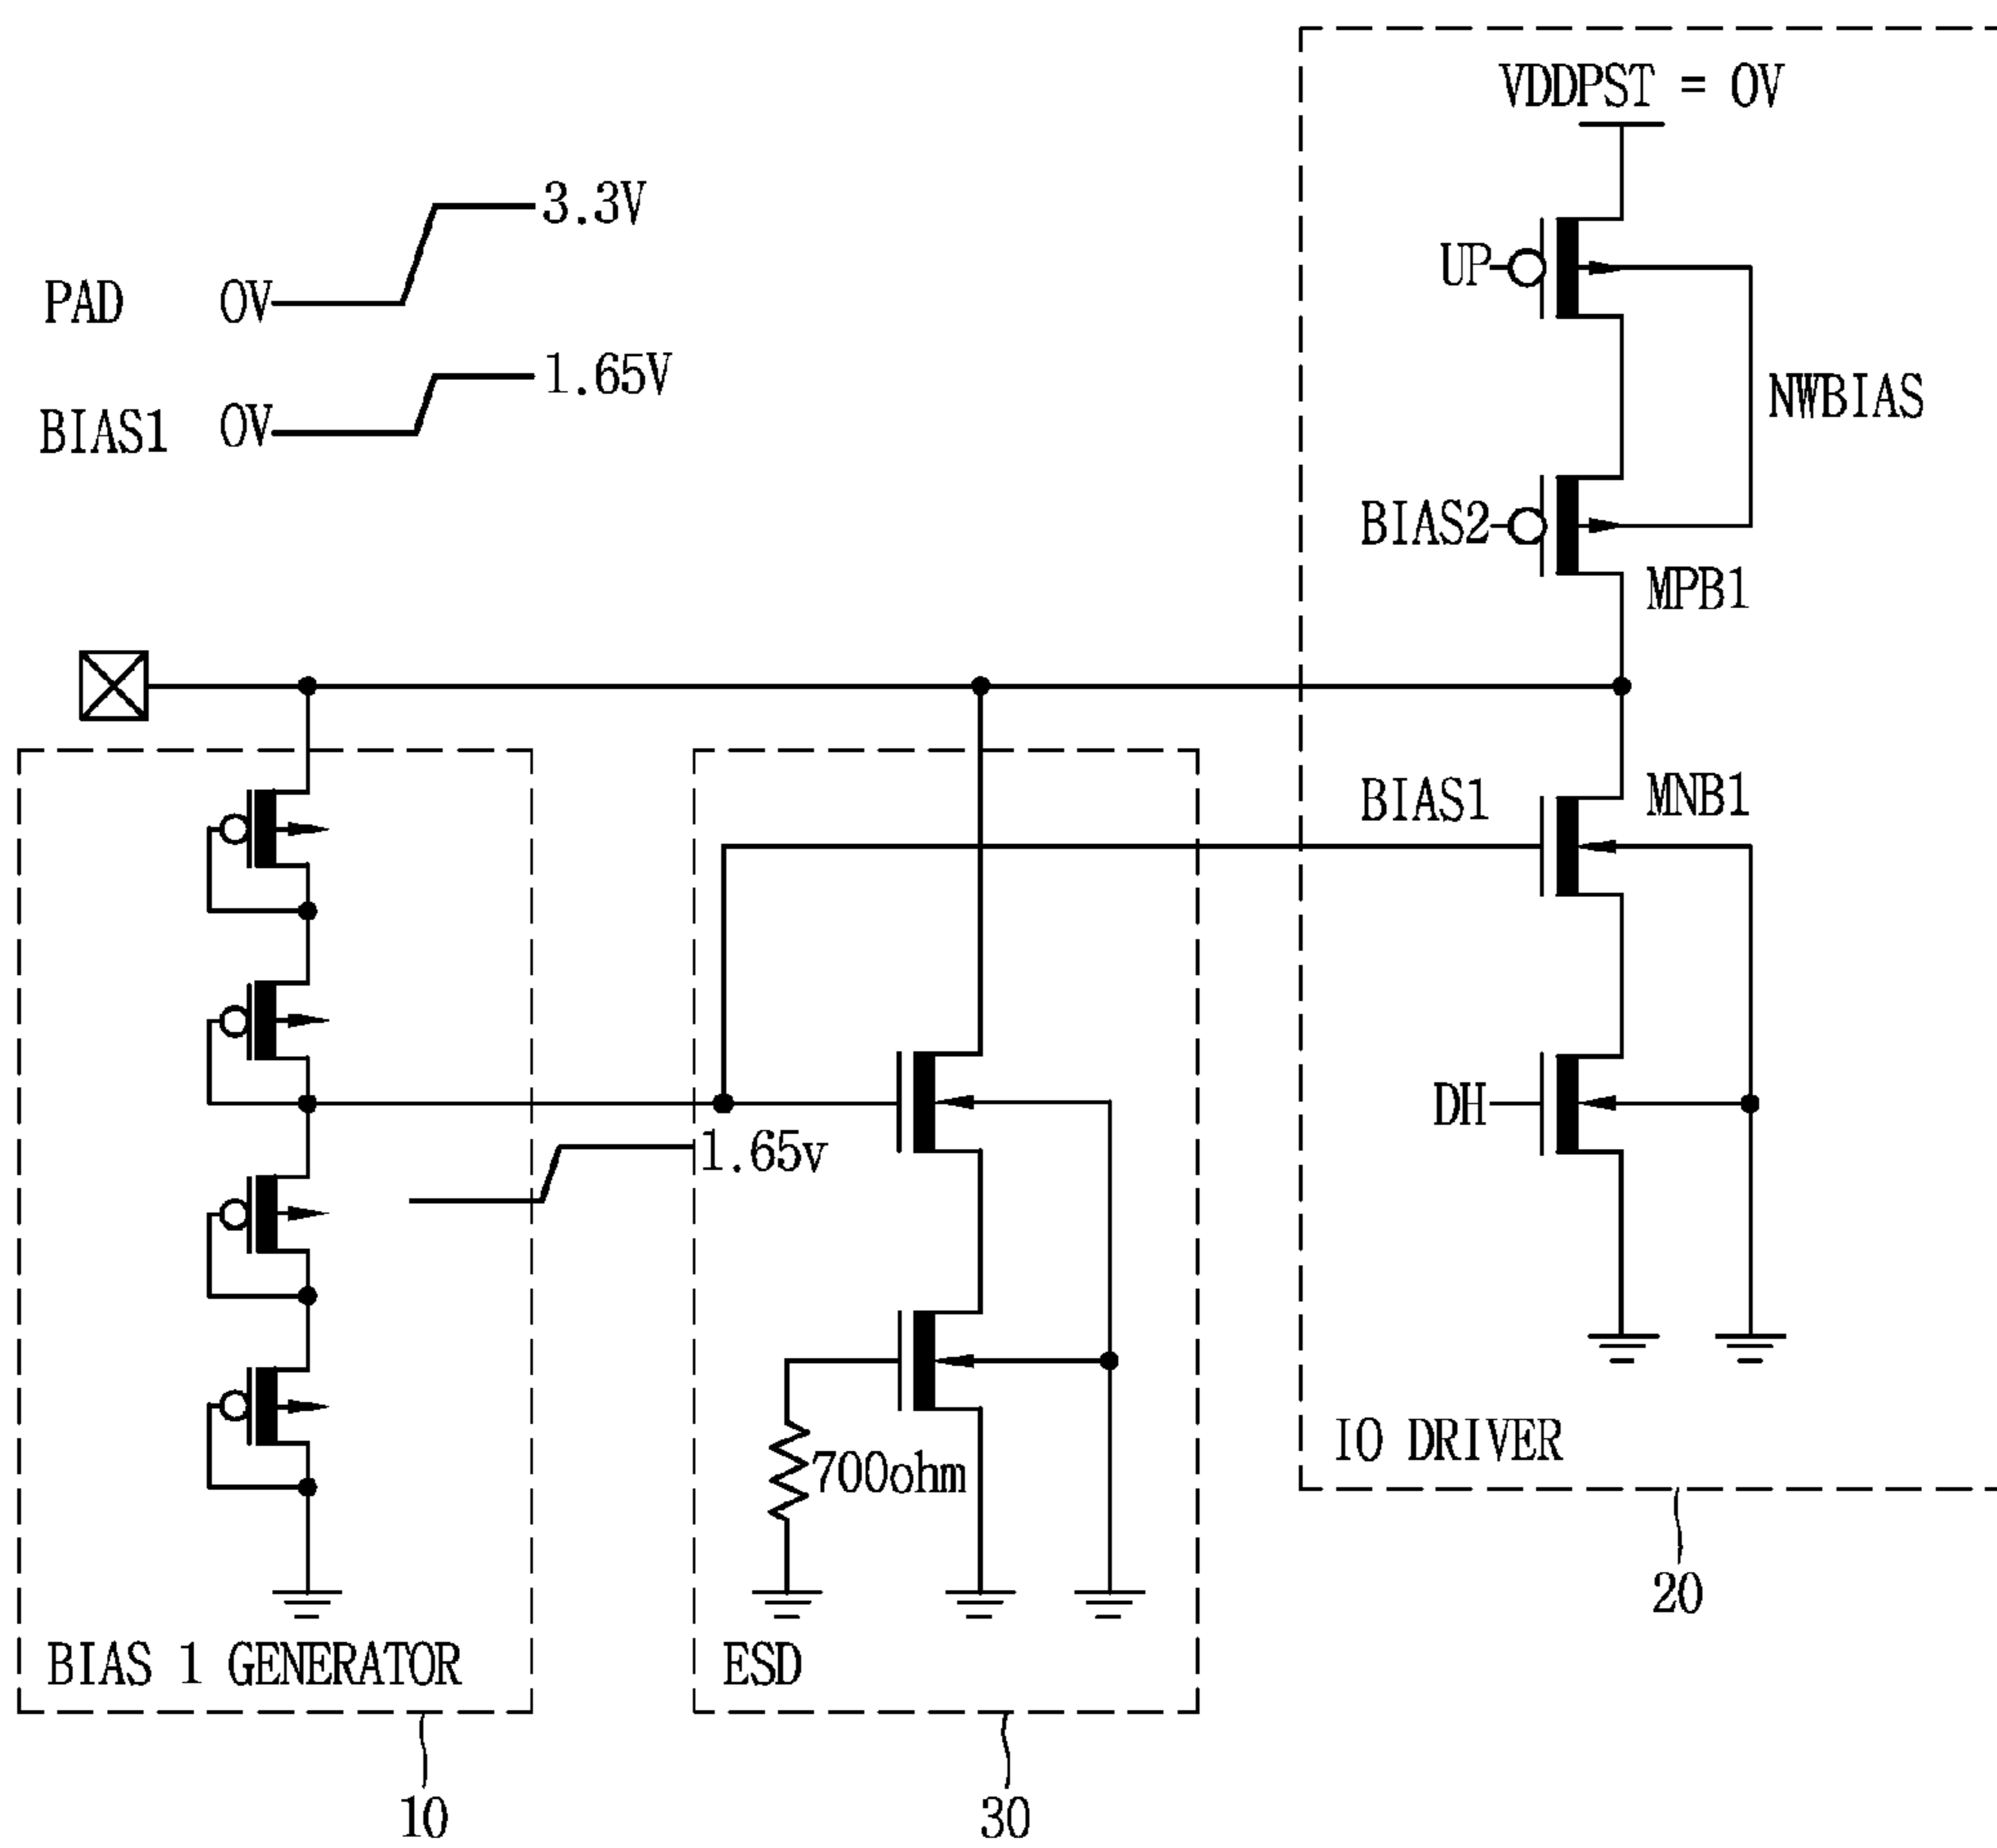 VDDPST = 0V
3.3V
UP
PAD 0V
1.65V
NWBIAS
BIAS1 0V
BIAS2
MPB1
BIAS1
MNB1
1.65v
DH
IO DRIVER
700ohm
20
BIAS 1 GENERATOR
ESD
10
30